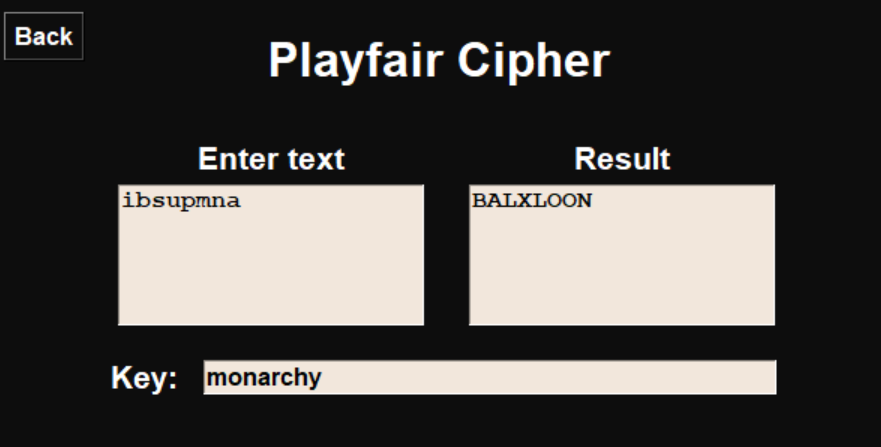 Back
Playfair Cipher
Enter text
Result
ibsupmna
BALXLOON
Key:
monarchy